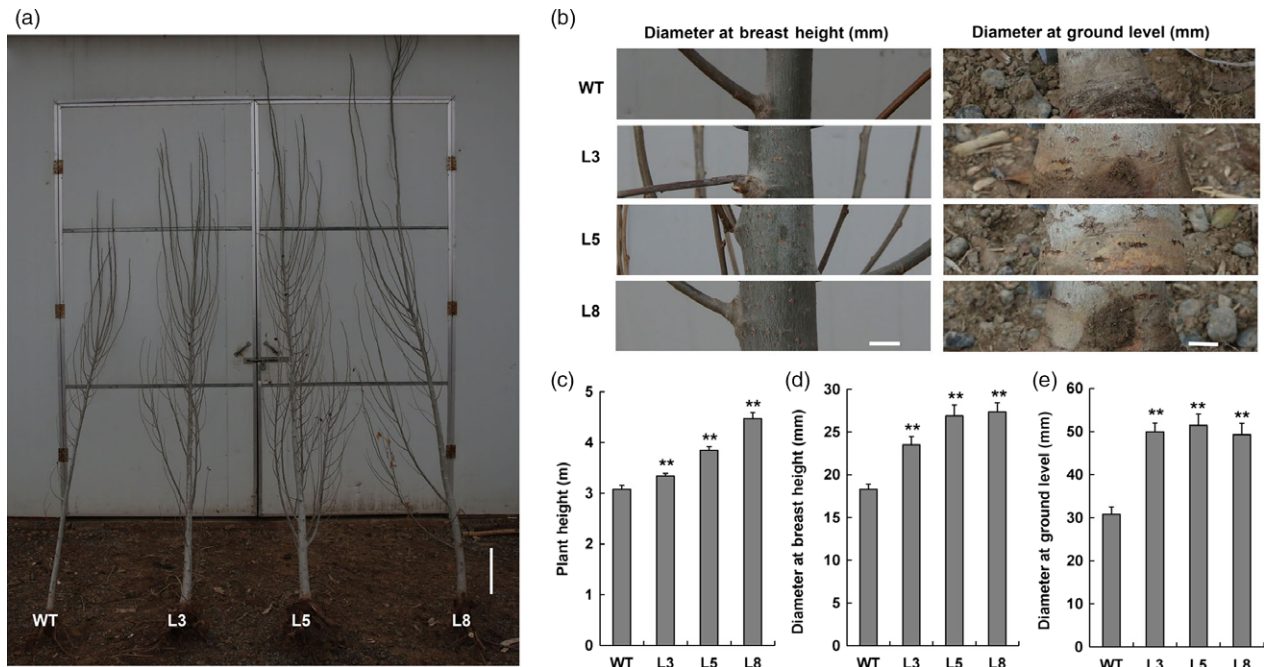 (a)
WT
L3
L5
L8
(b)
Diameter at breast height (mm)
Diameter at ground level (mm)
WT
L3
L5
L8
(c)
Plant height (m)
5
4
3
2
1
0
**
**
**
WT
L3
L5
L8
(d)
Diameter at breast height (mm)
30
25
20
15
10
5
0
**
**
**
WT
L3
L5
L8
(e)
Diameter at ground level (mm)
60
50
40
30
20
10
0
**
**
**
WT
L3
L5
L8